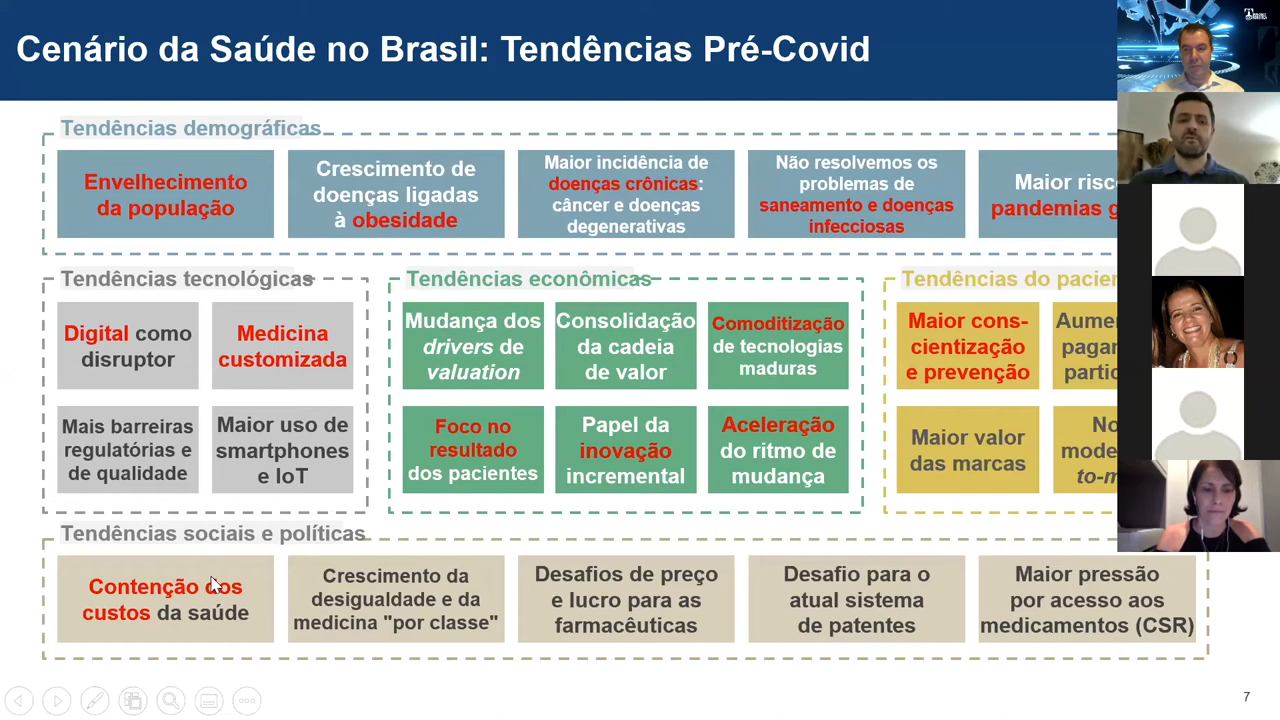 Cenário da Saúde no Brasil: Tendências Pré-Covid
Tendências demográficas
Envelhecimento
da população
Crescimento de
doenças ligadas
à obesidade
Maior incidência de
doenças crônicas:
câncer e doenças
degenerativas
Não resolvemos os
problemas de
saneamento e doenças
infecciosas
Maior
pandemias
Tendências tecnológicas
Digital como
disruptor
Medicina
customizada
Mais barreiras
regulatórias e
de qualidade
Maior uso de
smartphones
e IoT
Tendências econômicas
Mudança dos
drivers de
valuation
Consolidação
da cadeia
de valor
Comoditização
de tecnologias
maduras
Foco no
resultado
dos pacientes
Papel da
inovação
incremental
Aceleração
do ritmo de
mudança
Tendências do
Maior cons-
cientização
e prevenção
Maior valor
das marcas
Tendências sociais e políticas
Contenção dos
custos da saúde
Crescimento da
desigualdade e da
medicina "por classe"
Desafios de preço
e lucro para as
farmacêuticas
Desafio para o
atual sistema
de patentes
Maior pressão
por acesso aos
medicamentos (CSR)
7